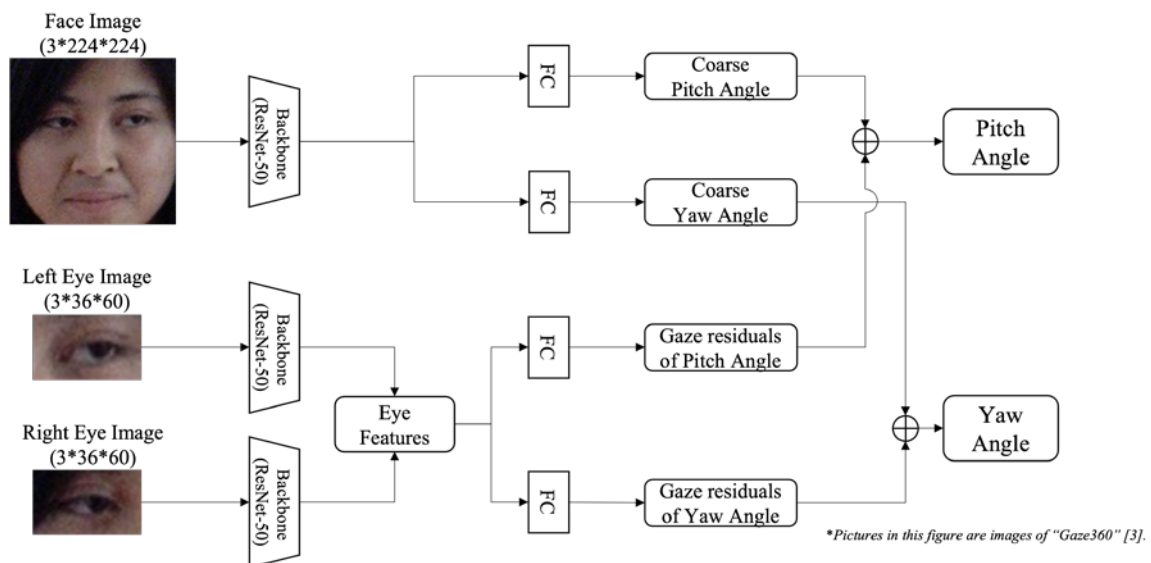 Face Image
(3*224*224)
Backbone
(ResNet-50)
FC
Coarse
Pitch Angle
Pitch
Angle
FC
Coarse
Yaw Angle
Left Eye Image
(3*36*60)
Backbone
(ResNet-50)
FC
Gaze residuals
of Pitch Angle
Eye
Features
Yaw
Angle
Right Eye Image
(3*36*60)
Backbone
(ResNet-50)
FC
Gaze residuals
of Yaw Angle
*Pictures in this figure are images of “Gaze360” [3].